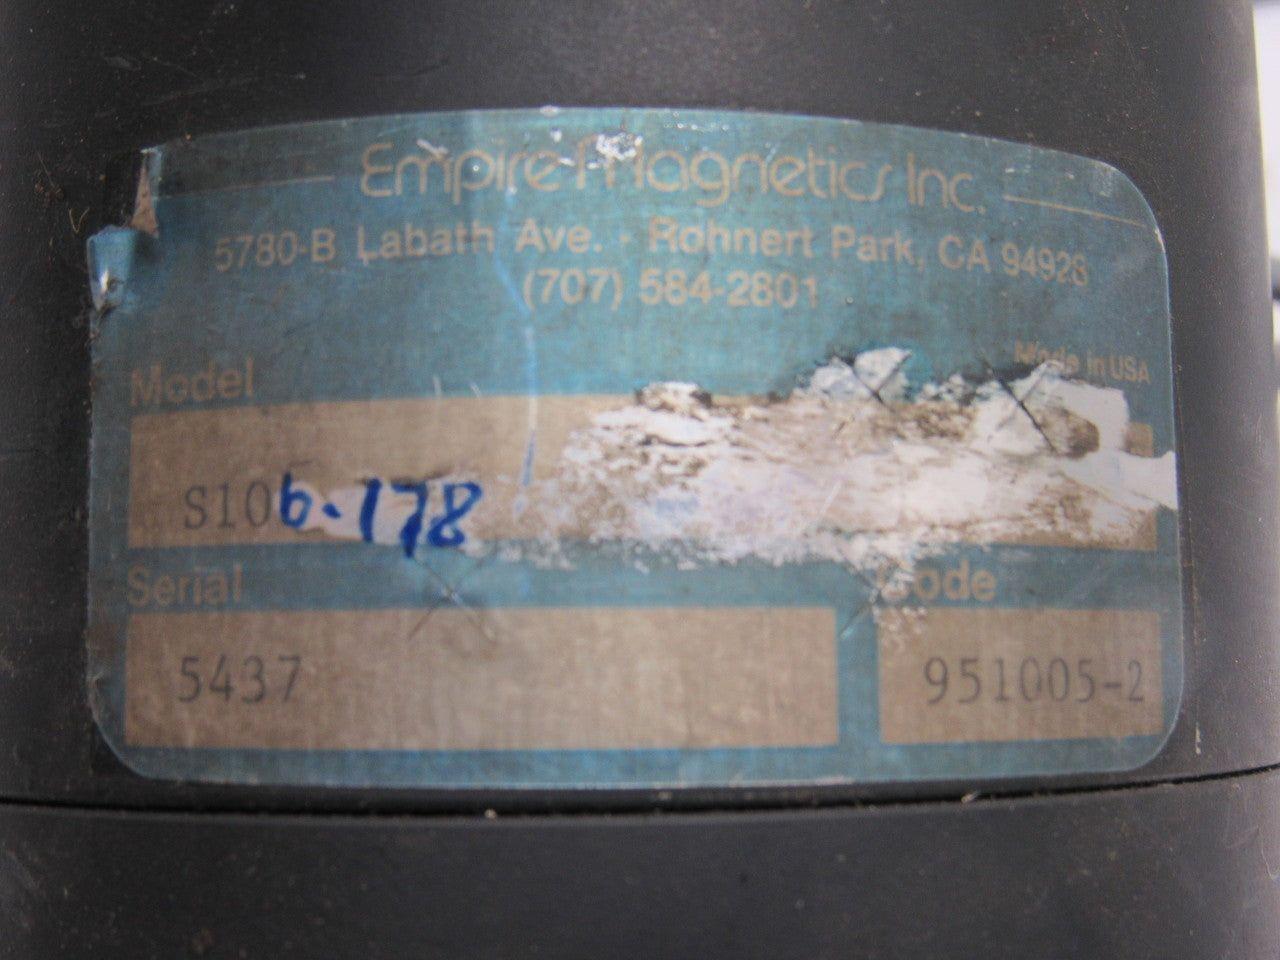 Empire Magnetics Inc.
5780-B Labath Ave. · Rohnert Park, CA 94928
(707) 584-2801
Made in USA
Model
S106.178
Serial
Code
5437
951005-2